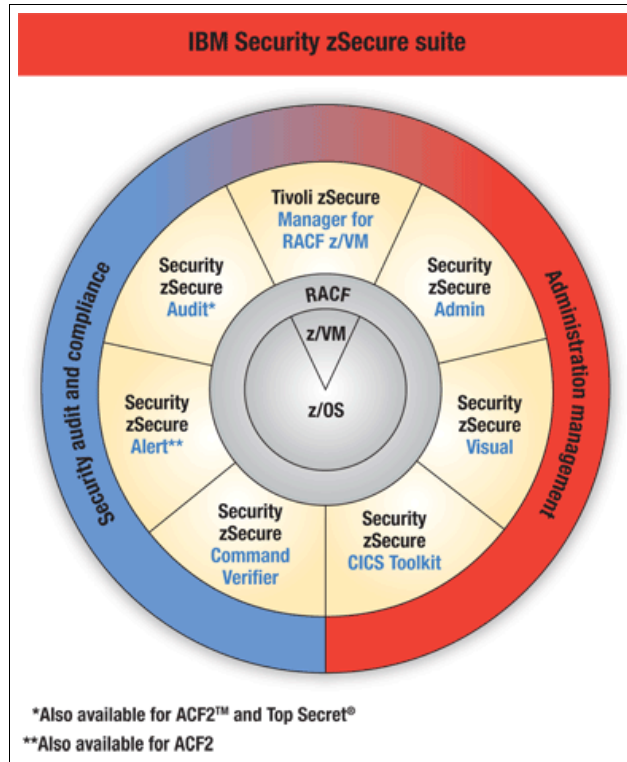 IBM Security zSecure suite
Tivoli zSecure
Manager for
RACF z/VM
Security
zSecure
Audit*
Security
zSecure
Admin
RACF
z/VM
z/OS
Security audit and compliance
Administration management
Security
zSecure
Alert**
Security
zSecure
Visual
Security
zSecure
Command
Verifier
Security
zSecure
CICS Toolkit
*Also available for ACF2™ and Top Secret®
**Also available for ACF2